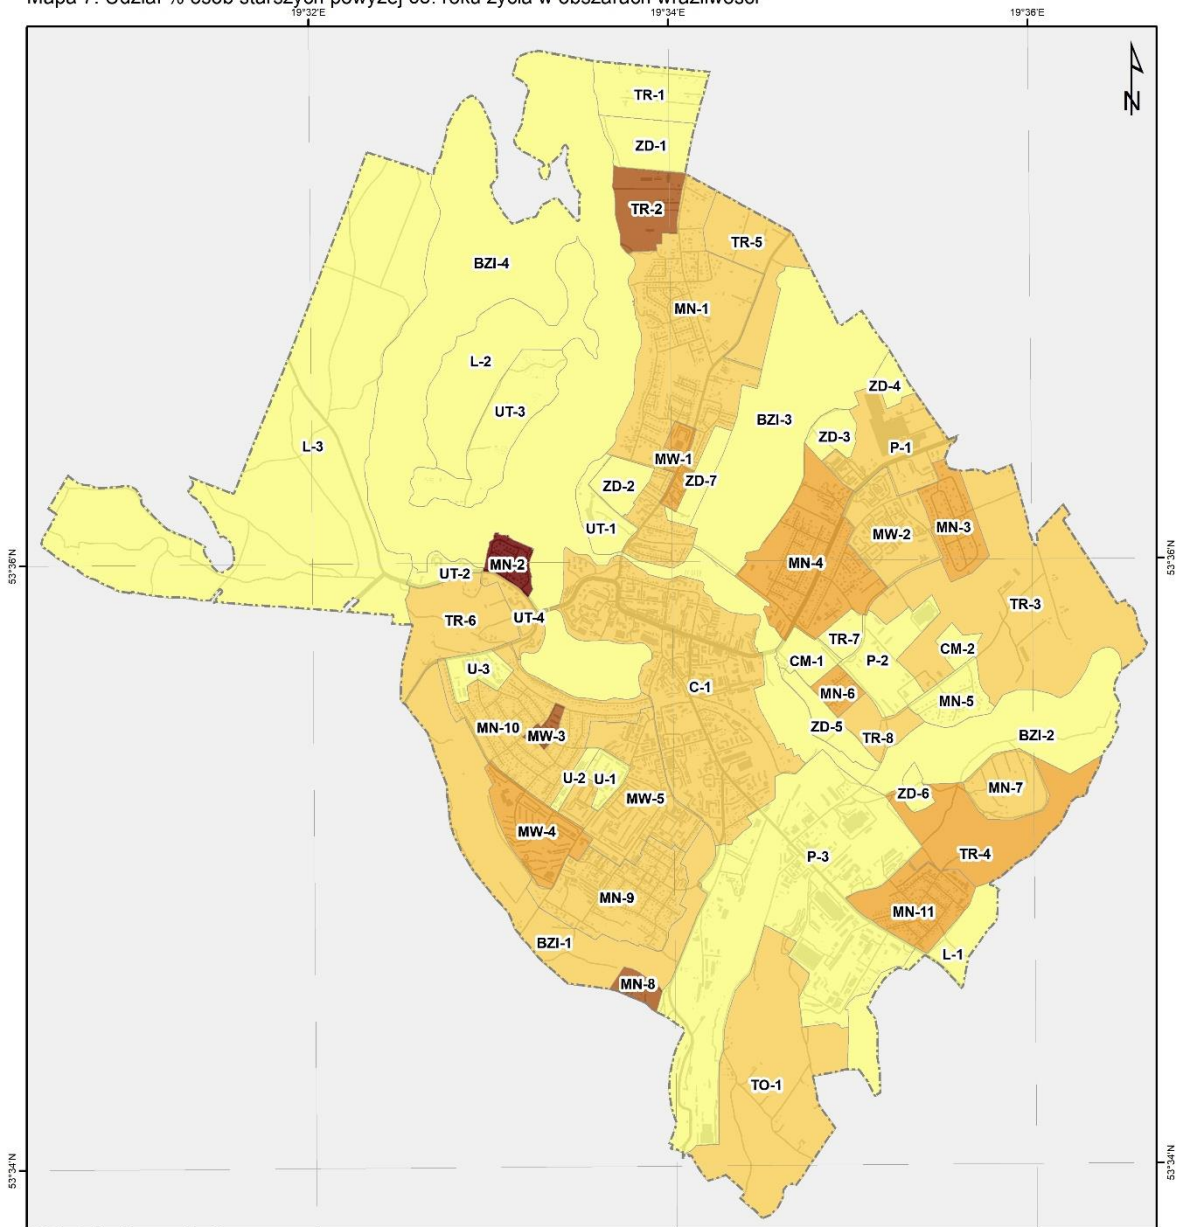 Mapa 7. Udział % osób starszych powyżej 65. roku życia w obszarach wrażliwości
19°32'E 19°34'E 19°36'E
N
TR-1
ZD-1
TR-2
TR-5
BZI-4
MN-1
L-2
ZD-4
UT-3
BZI-3
ZD-3
L-3
P-1
MW-1
ZD-2
ZD-7
UT-1
MW-2
MN-3
53°36'N
53°36'N
MN-2
MN-4
UT-2
TR-3
TR-6
UT-4
TR-7
CM-2
U-3
CM-1
P-2
C-1
MN-6
MN-5
MN-10
MW-3
ZD-5
TR-8
BZI-2
U-2
U-1
MW-5
ZD-6
MN-7
MW-4
P-3
TR-4
MN-9
MN-11
BZI-1
L-1
MN-8
TO-1
53°34'N
53°34'N